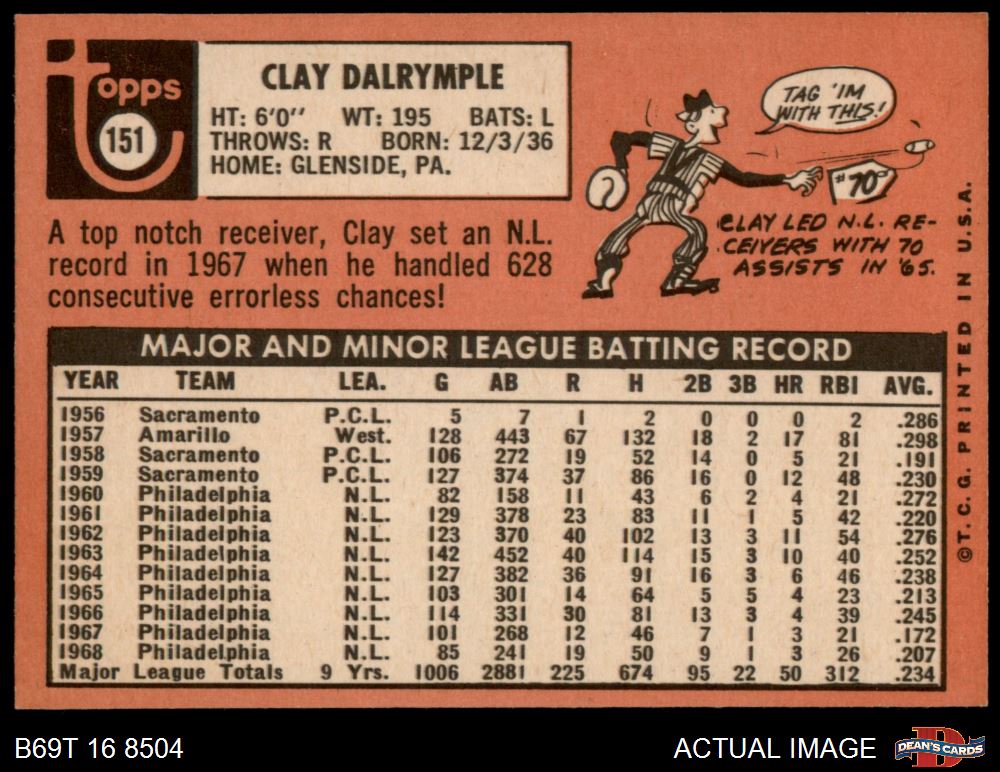 topps
151
CLAY DALRYMPLE
HT: 6'0" WT: 195 BATS: L
THROWS: R BORN: 12/3/36
HOME: GLENSIDE, PA.
A top notch receiver, Clay set an N.L.
record in 1967 when he handled 628
consecutive errorless chances!
TAG 'IM
WITH THIS!
#70
CLAY LED N.L. RE-
CEIVERS WITH 70
ASSISTS IN '65.
MAJOR AND MINOR LEAGUE BATTING RECORD
YEAR TEAM LEA. G AB R H 2B 3B HR RBI AVG.
1956 Sacramento P.C.L. 5 7 1 2 0 0 0 2 .286
1957 Amarillo West. 128 443 67 132 18 2 17 81 .298
1958 Sacramento P.C.L. 106 272 19 52 14 0 5 21 .191
1959 Sacramento P.C.L. 127 374 37 86 16 0 12 48 .230
1960 Philadelphia N.L. 82 158 11 43 6 2 4 21 .272
1961 Philadelphia N.L. 129 378 23 83 11 1 5 42 .220
1962 Philadelphia N.L. 123 370 40 102 13 3 11 54 .276
1963 Philadelphia N.L. 142 452 40 114 15 3 10 40 .252
1964 Philadelphia N.L. 127 382 36 91 16 3 6 46 .238
1965 Philadelphia N.L. 103 301 14 64 5 5 4 23 .213
1966 Philadelphia N.L. 114 331 30 81 13 3 4 39 .245
1967 Philadelphia N.L. 101 268 12 46 7 1 3 21 .172
1968 Philadelphia N.L. 85 241 19 50 9 1 3 26 .207
Major League Totals 9 Yrs. 1006 2881 225 674 95 22 50 312 .234
©T.C.G. PRINTED IN U.S.A.
B69T 16 8504
ACTUAL IMAGE
D
DEAN'S CARDS